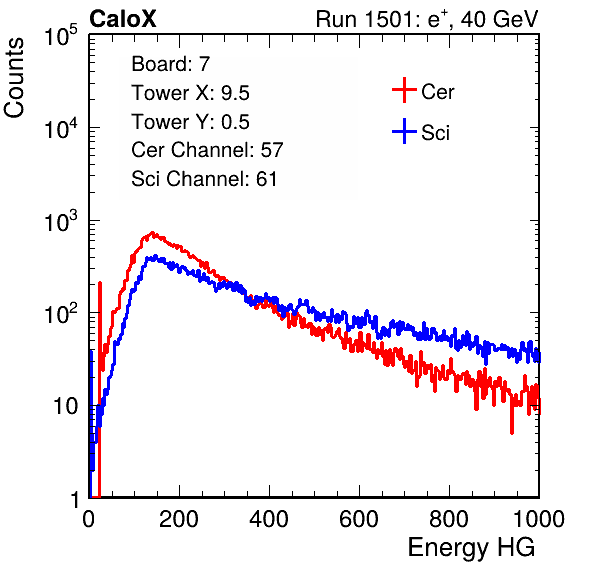 CaloX Run 1501: e⁺, 40 GeV
Counts
Board: 7
Tower X: 9.5
Tower Y: 0.5
Cer Channel: 57
Sci Channel: 61
Cer
Sci
10⁵
10⁴
10³
10²
10
1
0 200 400 600 800 1000
Energy HG